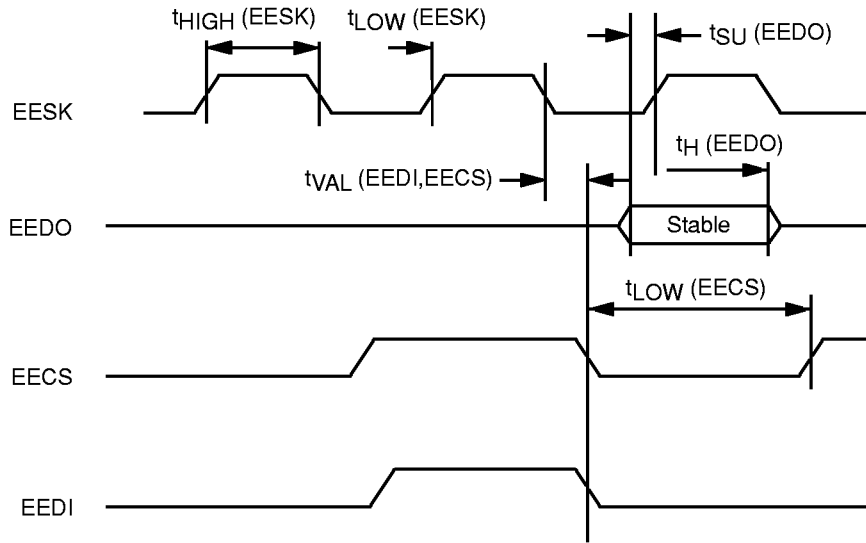 tHIGH (EESK)
tLOW (EESK)
tSU (EEDO)
EESK
tH (EEDO)
tVAL (EEDI,EECS)
EEDO
Stable
tLOW (EECS)
EECS
EEDI